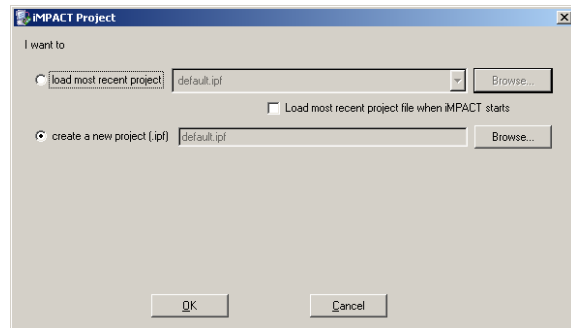 iMPACT Project
I want to
load most recent project default.ipf Browse...
Load most recent project file when iMPACT starts
create a new project (.ipf) default.ipf Browse...
OK Cancel